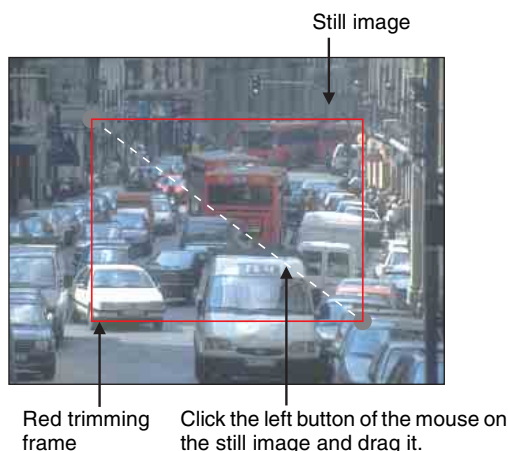 Still image
Red trimming
frame
Click the left button of the mouse on
the still image and drag it.